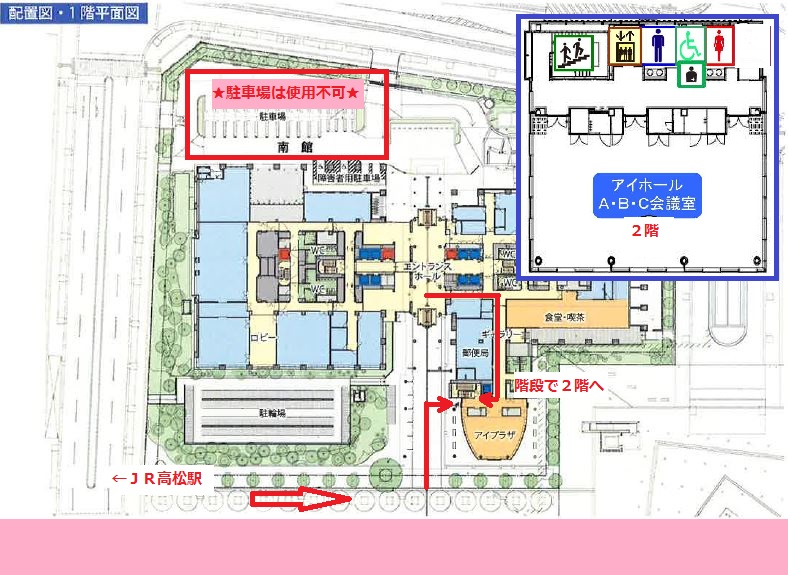 配置図・１階平面図
★駐車場は使用不可★
駐車場
南 館
障害者用駐車場
アイホール
A・B・C会議室
２階
WC
WC
エントランス
ホール
WC
WC
ロビー
食堂・喫茶
ギャラリー
郵便局
階段で２階へ
駐輪場
アイプラザ
←ＪＲ高松駅